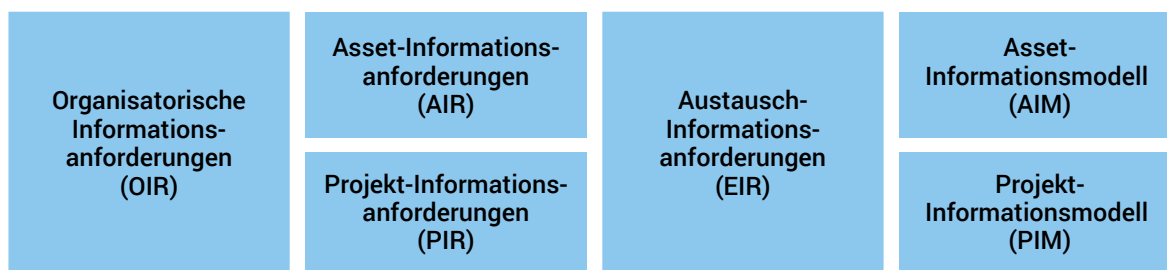 Organisatorische
Informations-
anforderungen
(OIR)
Asset-Informations-
anforderungen
(AIR)
Projekt-Informations-
anforderungen
(PIR)
Austausch-
Informations-
anforderungen
(EIR)
Asset-
Informationsmodell
(AIM)
Projekt-
Informationsmodell
(PIM)